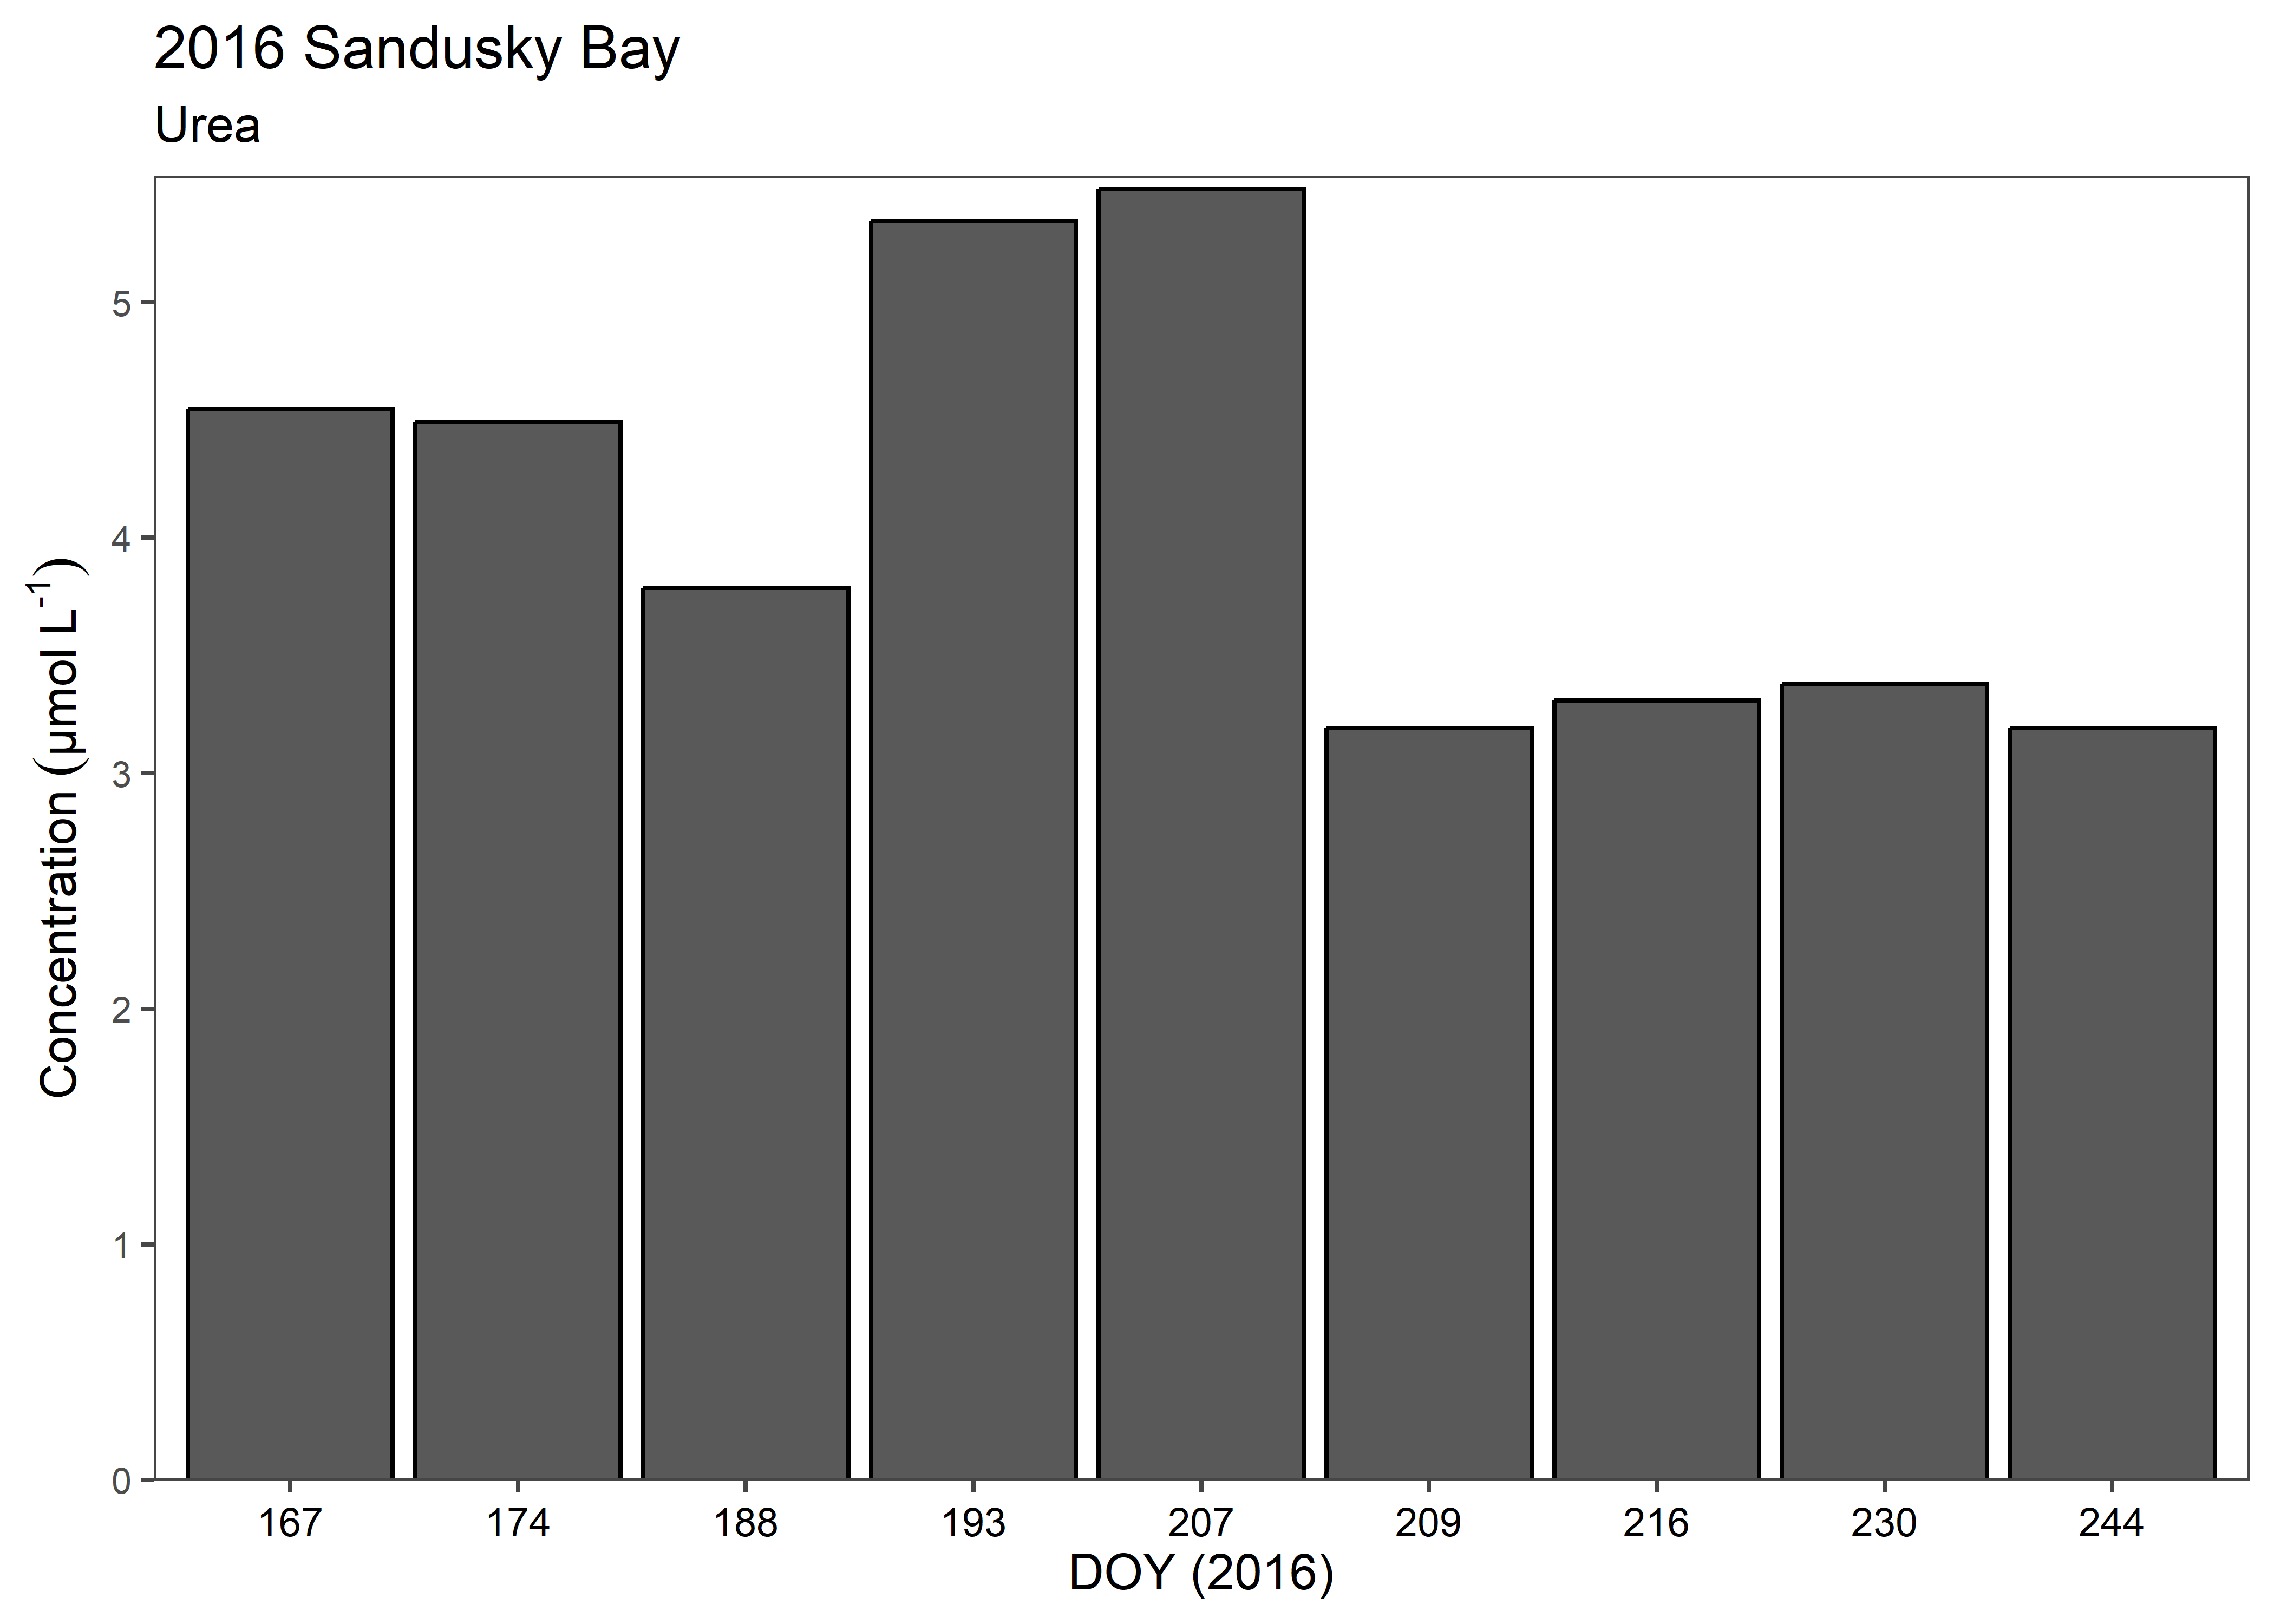 2016 Sandusky Bay
Urea
Concentration (µmol L⁻¹)
5
4
3
2
1
0
167 174 188 193 207 209 216 230 244
DOY (2016)